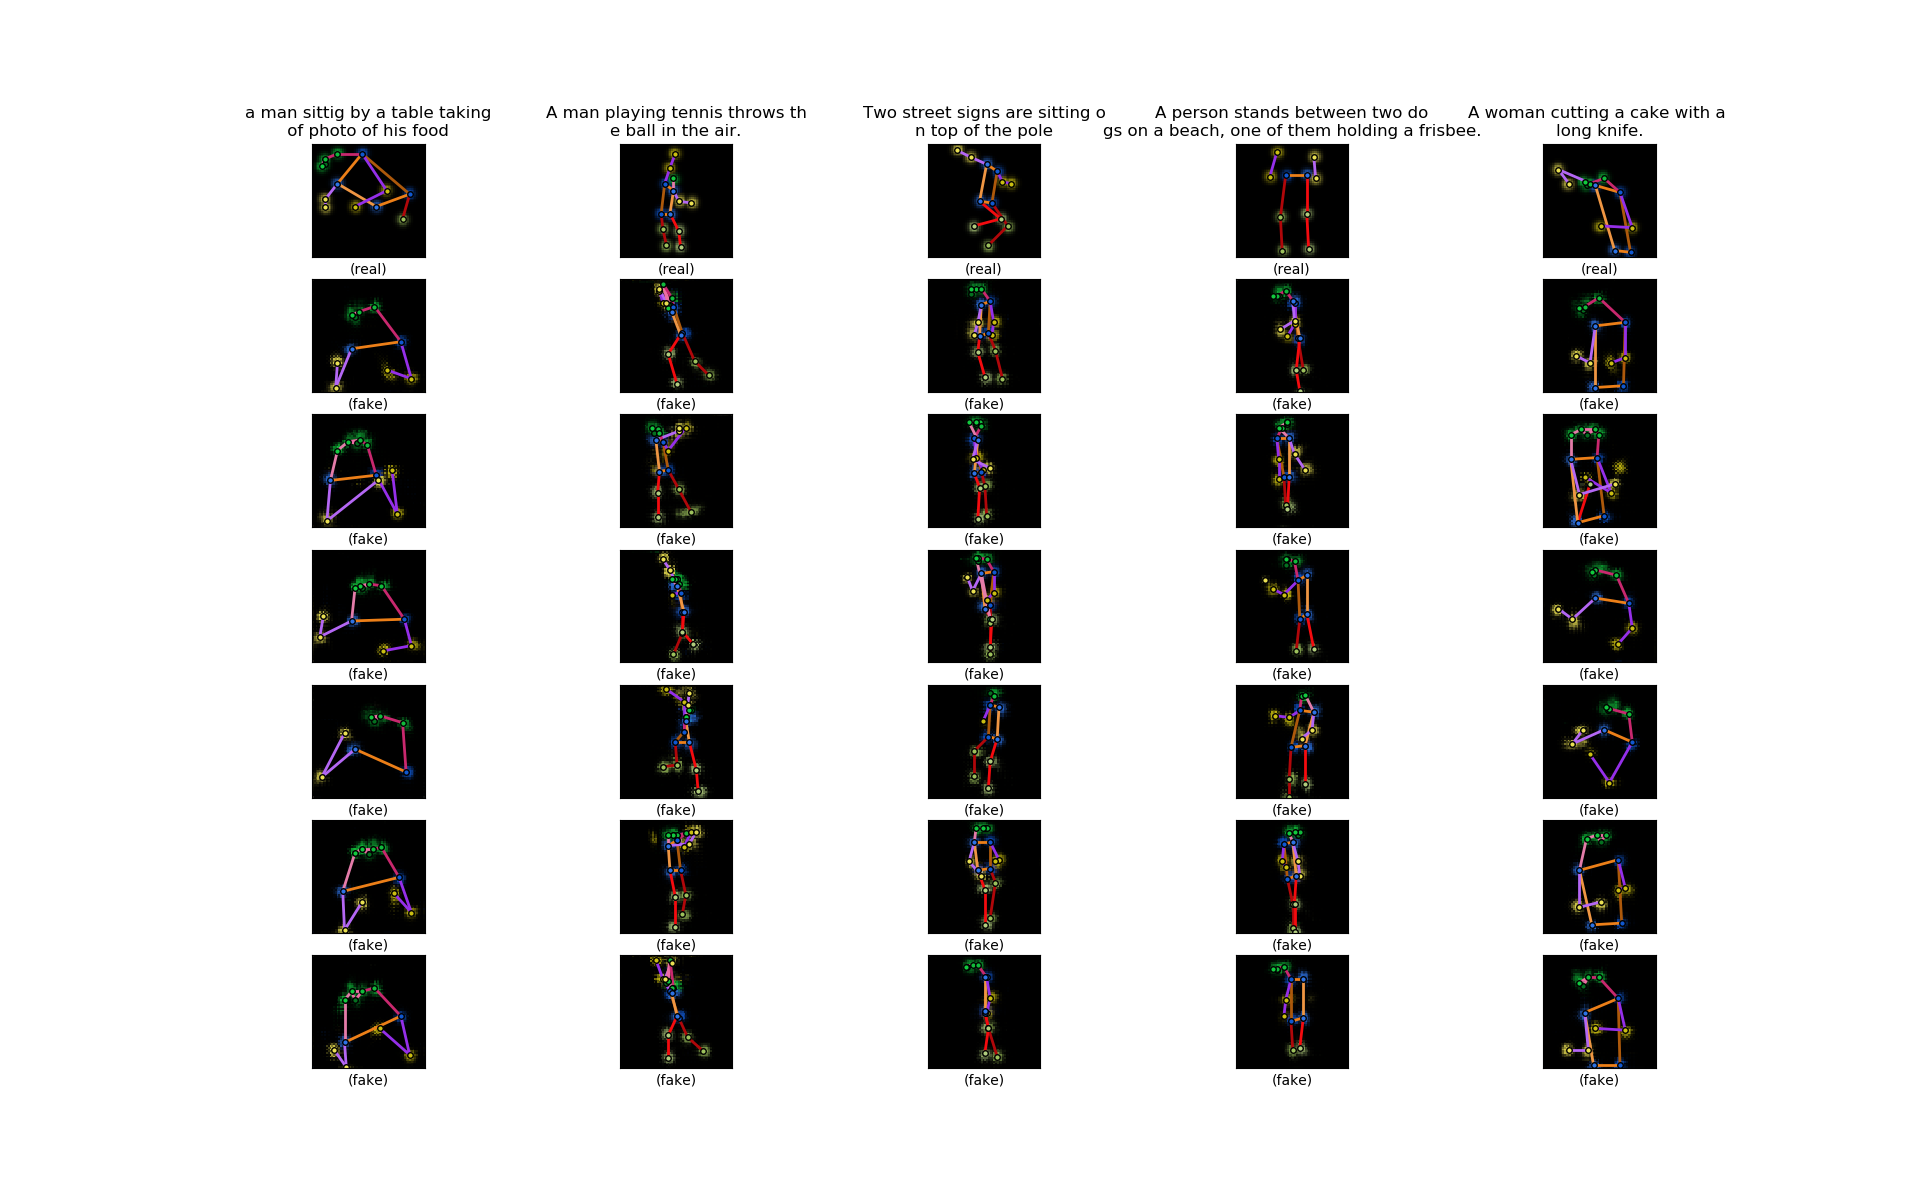 a man sittig by a table taking
of photo of his food
A man playing tennis throws th
e ball in the air.
Two street signs are sitting o
n top of the pole
A person stands between two do
gs on a beach, one of them holding a frisbee.
A woman cutting a cake with a
long knife.
(real) (real) (real) (real) (real)
(fake) (fake) (fake) (fake) (fake)
(fake) (fake) (fake) (fake) (fake)
(fake) (fake) (fake) (fake) (fake)
(fake) (fake) (fake) (fake) (fake)
(fake) (fake) (fake) (fake) (fake)
(fake) (fake) (fake) (fake) (fake)